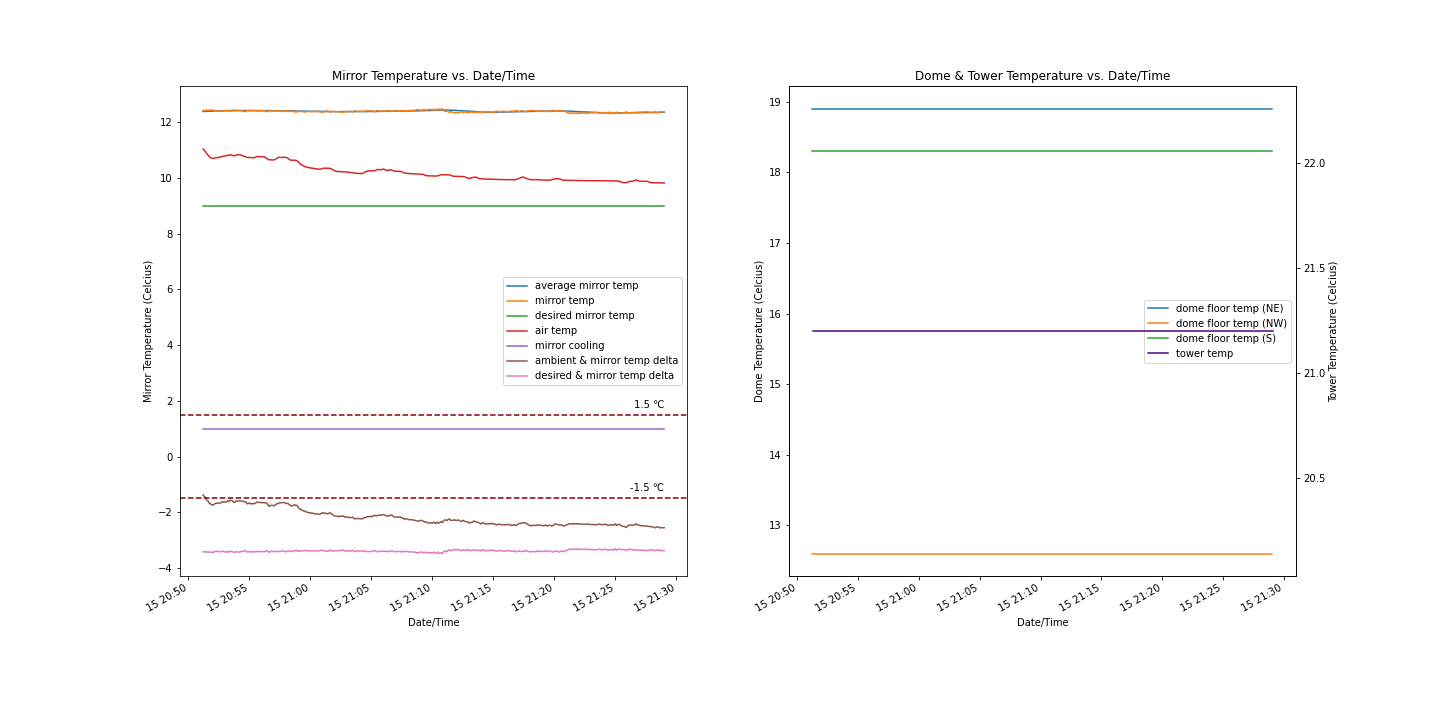 Mirror Temperature vs. Date/Time
Mirror Temperature (Celcius)
12
10
8
6
4
2
0
−2
−4
average mirror temp
mirror temp
desired mirror temp
air temp
mirror cooling
ambient & mirror temp delta
desired & mirror temp delta
1.5 °C
-1.5 °C
15 20:50
15 20:55
15 21:00
15 21:05
15 21:10
15 21:15
15 21:20
15 21:25
15 21:30
Date/Time
Dome & Tower Temperature vs. Date/Time
Dome Temperature (Celcius)
19
18
17
16
15
14
13
dome floor temp (NE)
dome floor temp (NW)
dome floor temp (S)
tower temp
22.0
21.5
21.0
20.5
Tower Temperature (Celcius)
15 20:50
15 20:55
15 21:00
15 21:05
15 21:10
15 21:15
15 21:20
15 21:25
15 21:30
Date/Time